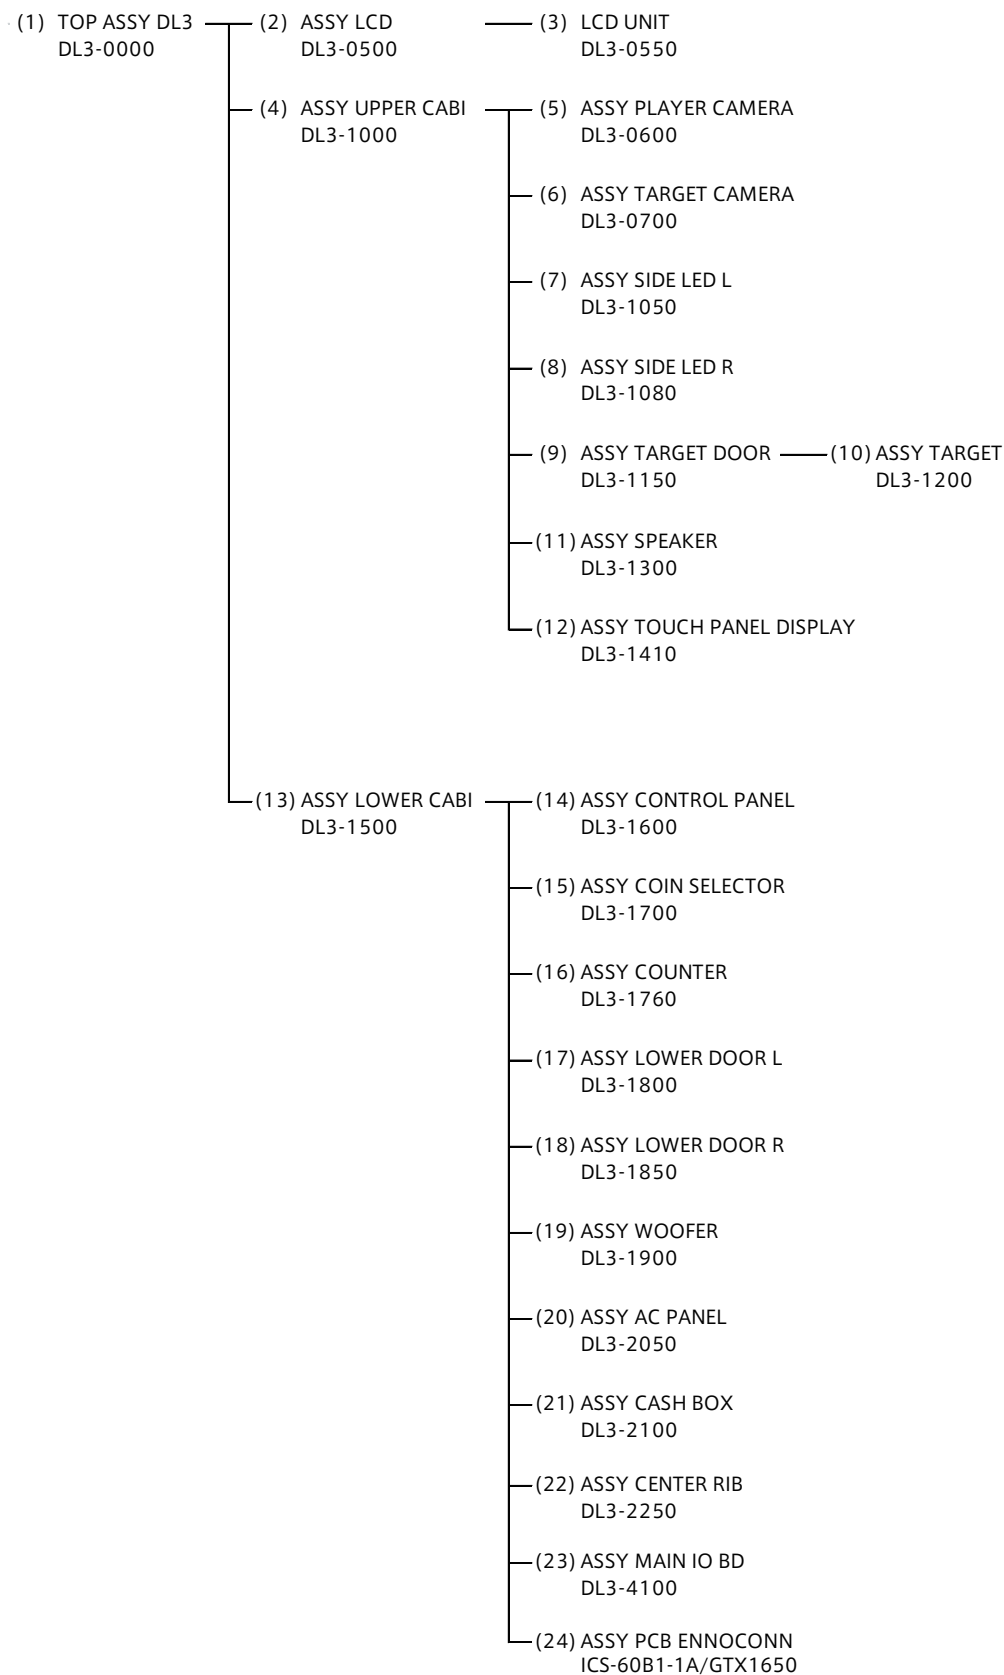 (1) TOP ASSY DL3
DL3-0000
(2) ASSY LCD
DL3-0500
(3) LCD UNIT
DL3-0550
(4) ASSY UPPER CABI
DL3-1000
(5) ASSY PLAYER CAMERA
DL3-0600
(6) ASSY TARGET CAMERA
DL3-0700
(7) ASSY SIDE LED L
DL3-1050
(8) ASSY SIDE LED R
DL3-1080
(9) ASSY TARGET DOOR
DL3-1150
(10) ASSY TARGET
DL3-1200
(11) ASSY SPEAKER
DL3-1300
(12) ASSY TOUCH PANEL DISPLAY
DL3-1410
(13) ASSY LOWER CABI
DL3-1500
(14) ASSY CONTROL PANEL
DL3-1600
(15) ASSY COIN SELECTOR
DL3-1700
(16) ASSY COUNTER
DL3-1760
(17) ASSY LOWER DOOR L
DL3-1800
(18) ASSY LOWER DOOR R
DL3-1850
(19) ASSY WOOFER
DL3-1900
(20) ASSY AC PANEL
DL3-2050
(21) ASSY CASH BOX
DL3-2100
(22) ASSY CENTER RIB
DL3-2250
(23) ASSY MAIN IO BD
DL3-4100
(24) ASSY PCB ENNOCONN
ICS-60B1-1A/GTX1650